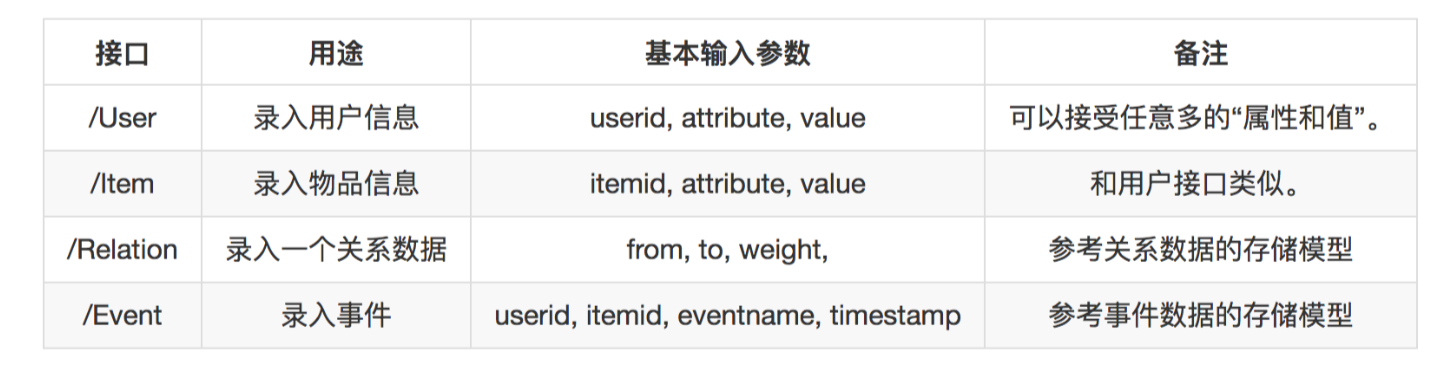 接口 用途 基本输入参数 备注
/User 录入用户信息 userid, attribute, value 可以接受任意多的“属性和值”。
/Item 录入物品信息 itemid, attribute, value 和用户接口类似。
/Relation 录入一个关系数据 from, to, weight, 参考关系数据的存储模型
/Event 录入事件 userid, itemid, eventname, timestamp 参考事件数据的存储模型